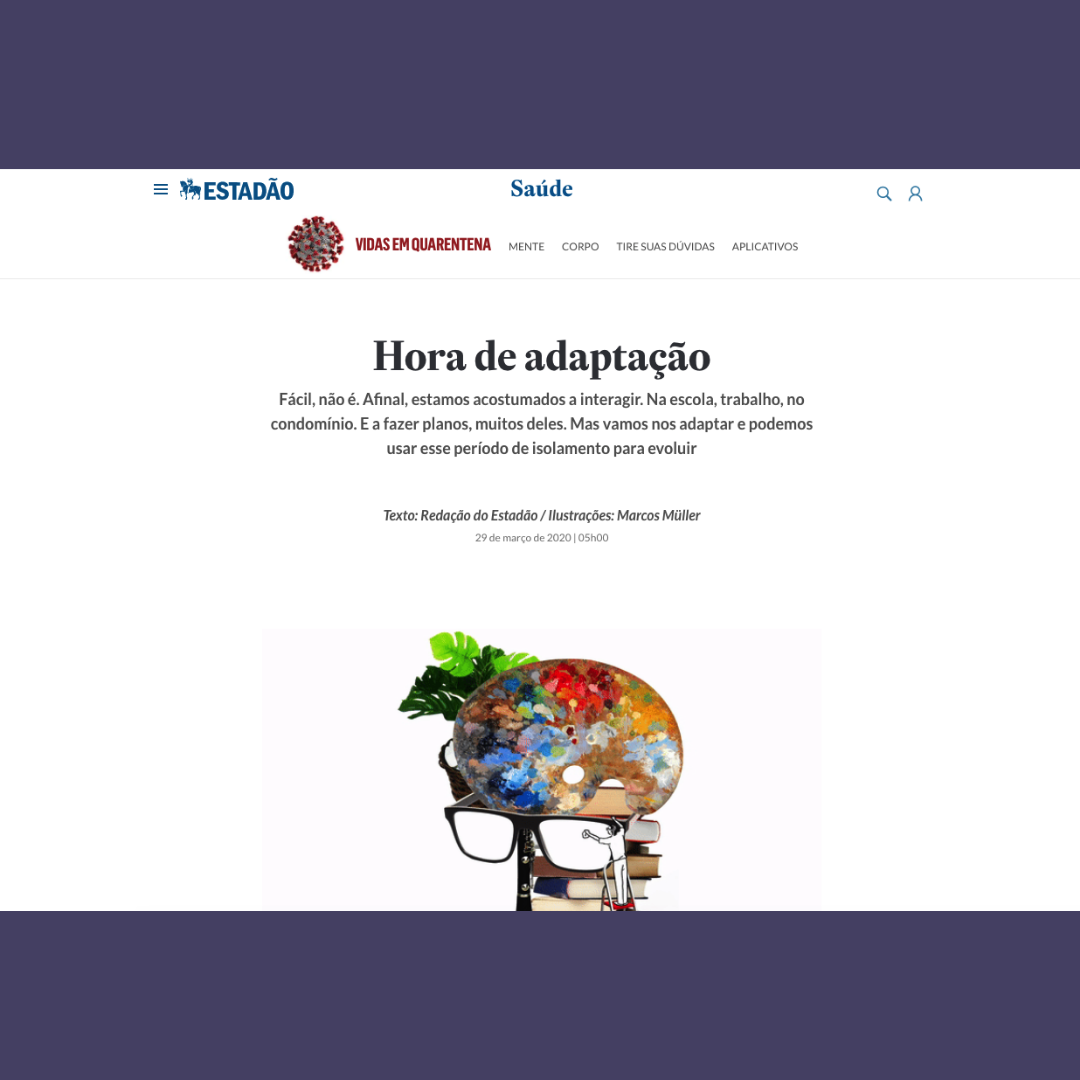 ESTADÃO
Saúde
VIDAS EM QUARENTENA MENTE CORPO TIRE SUAS DÚVIDAS APLICATIVOS
Hora de adaptação
Fácil, não é. Afinal, estamos acostumados a interagir. Na escola, trabalho, no
condomínio. E a fazer planos, muitos deles. Mas vamos nos adaptar e podemos
usar esse período de isolamento para evoluir
Texto: Redação do Estadão / Ilustrações: Marcos Müller
29 de março de 2020 | 05h00